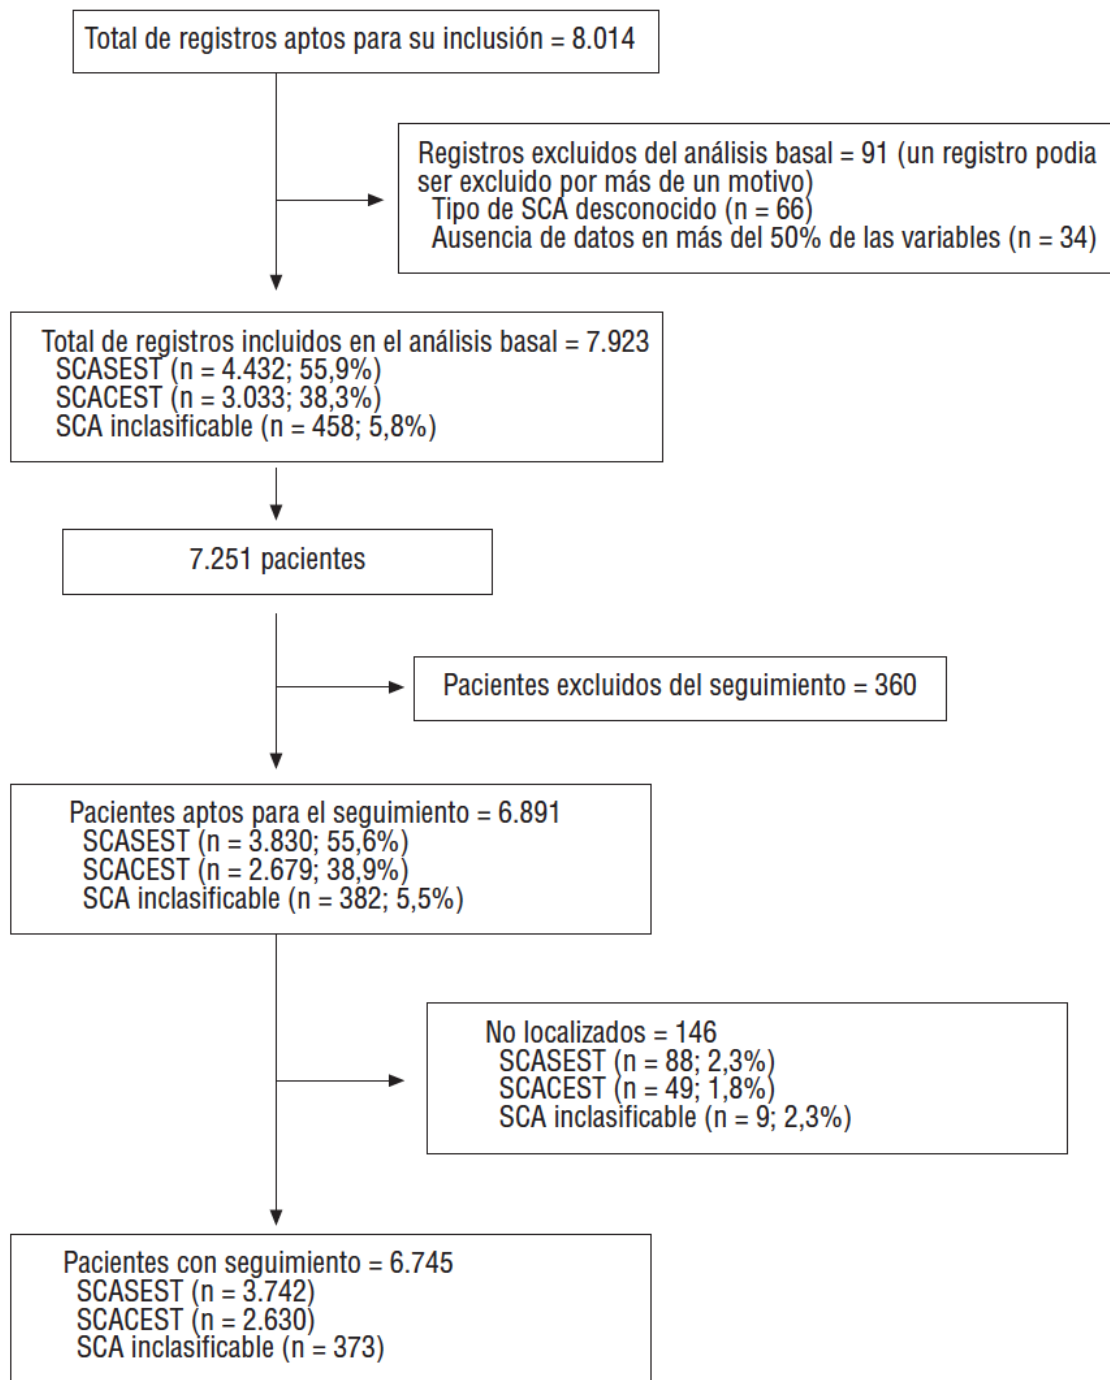 Total de registros aptos para su inclusión = 8.014
Registros excluidos del análisis basal = 91 (un registro podia
ser excluido por más de un motivo)
Tipo de SCA desconocido (n = 66)
Ausencia de datos en más del 50% de las variables (n = 34)
Total de registros incluidos en el análisis basal = 7.923
SCASEST (n = 4.432; 55,9%)
SCACEST (n = 3.033; 38,3%)
SCA inclasificable (n = 458; 5,8%)
7.251 pacientes
Pacientes excluidos del seguimiento = 360
Pacientes aptos para el seguimiento = 6.891
SCASEST (n = 3.830; 55,6%)
SCACEST (n = 2.679; 38,9%)
SCA inclasificable (n = 382; 5,5%)
No localizados = 146
SCASEST (n = 88; 2,3%)
SCACEST (n = 49; 1,8%)
SCA inclasificable (n = 9; 2,3%)
Pacientes con seguimiento = 6.745
SCASEST (n = 3.742)
SCACEST (n = 2.630)
SCA inclasificable (n = 373)